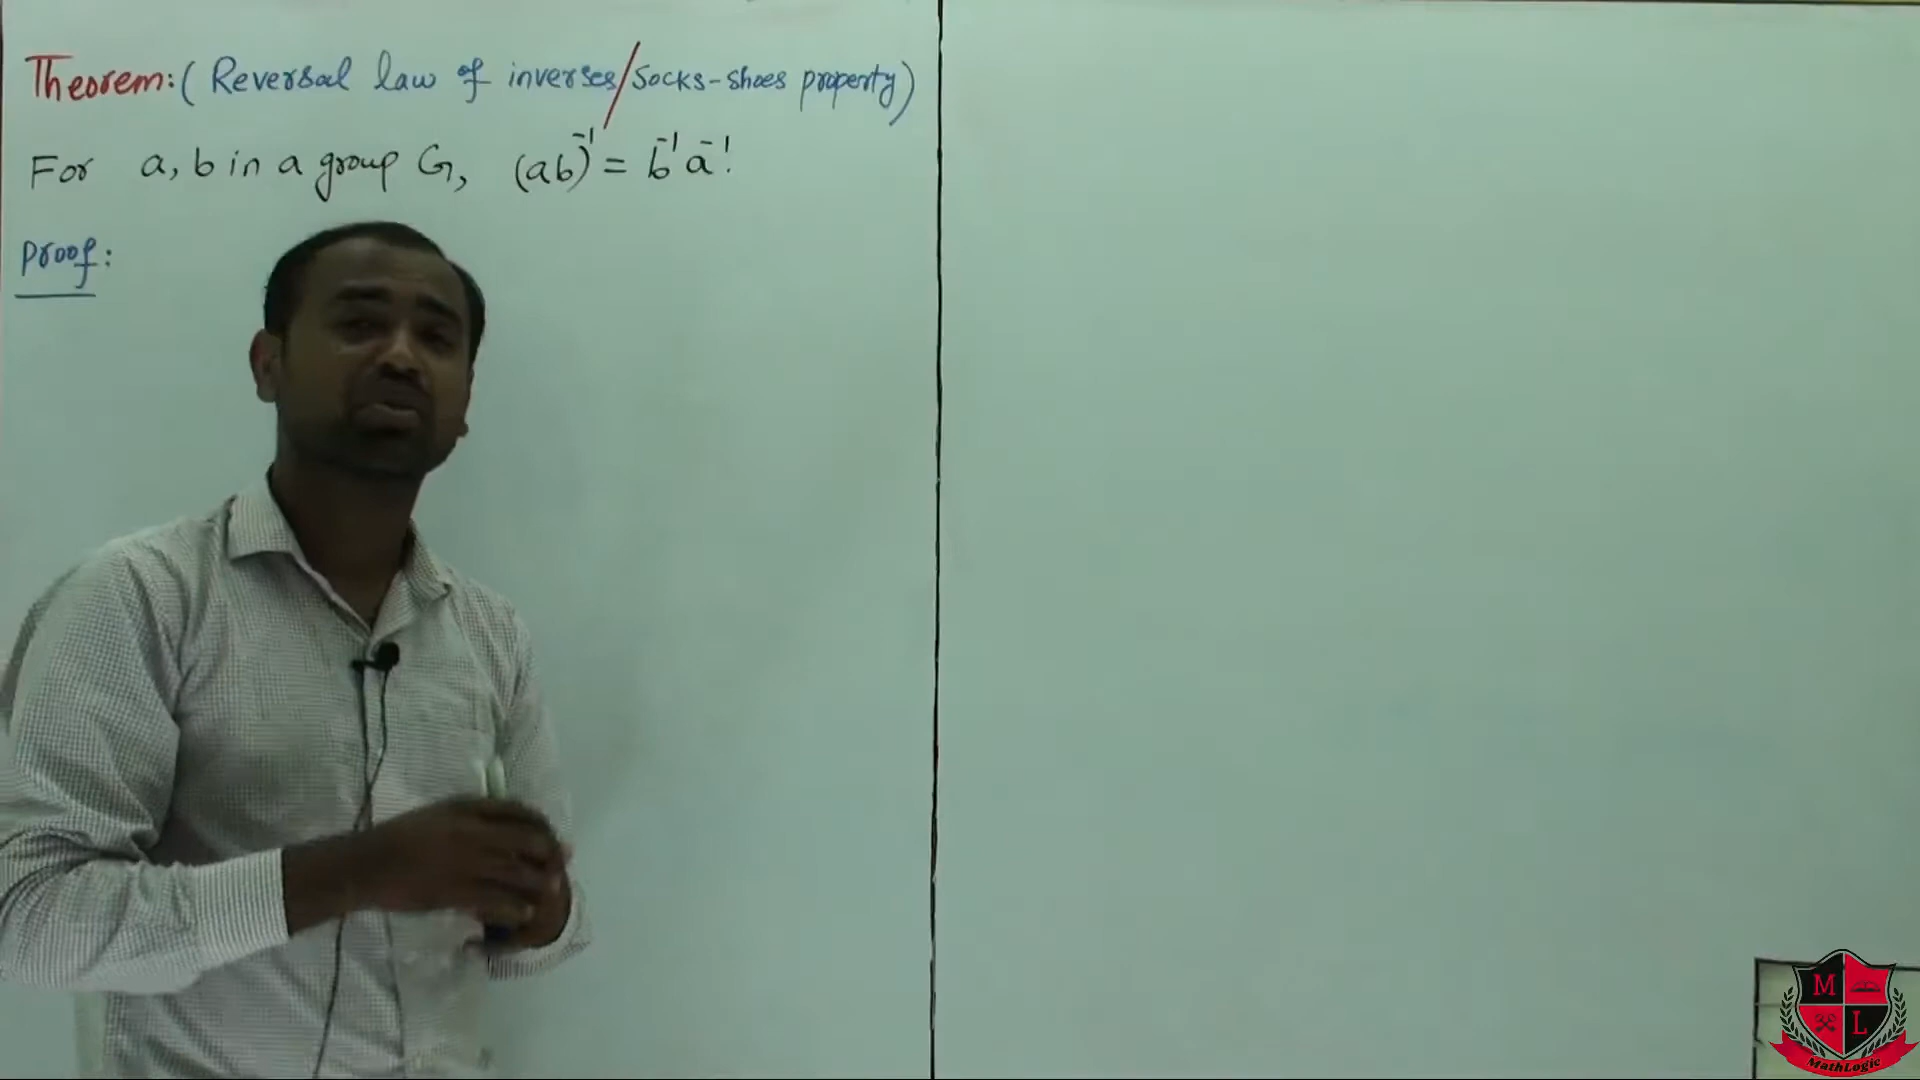 Theorem: (Reversal law of inverses/socks-shoes property)
For a, b in a group G, (ab)⁻¹ = b⁻¹a⁻¹.
Proof:
M
L
MathLogic